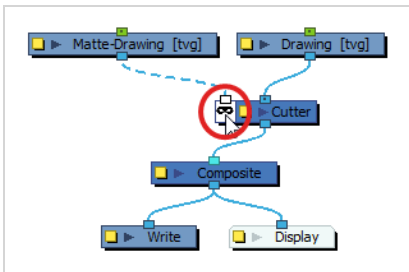 Matte-Drawing [tvg]
Drawing [tvg]
Cutter
Composite
Write
Display